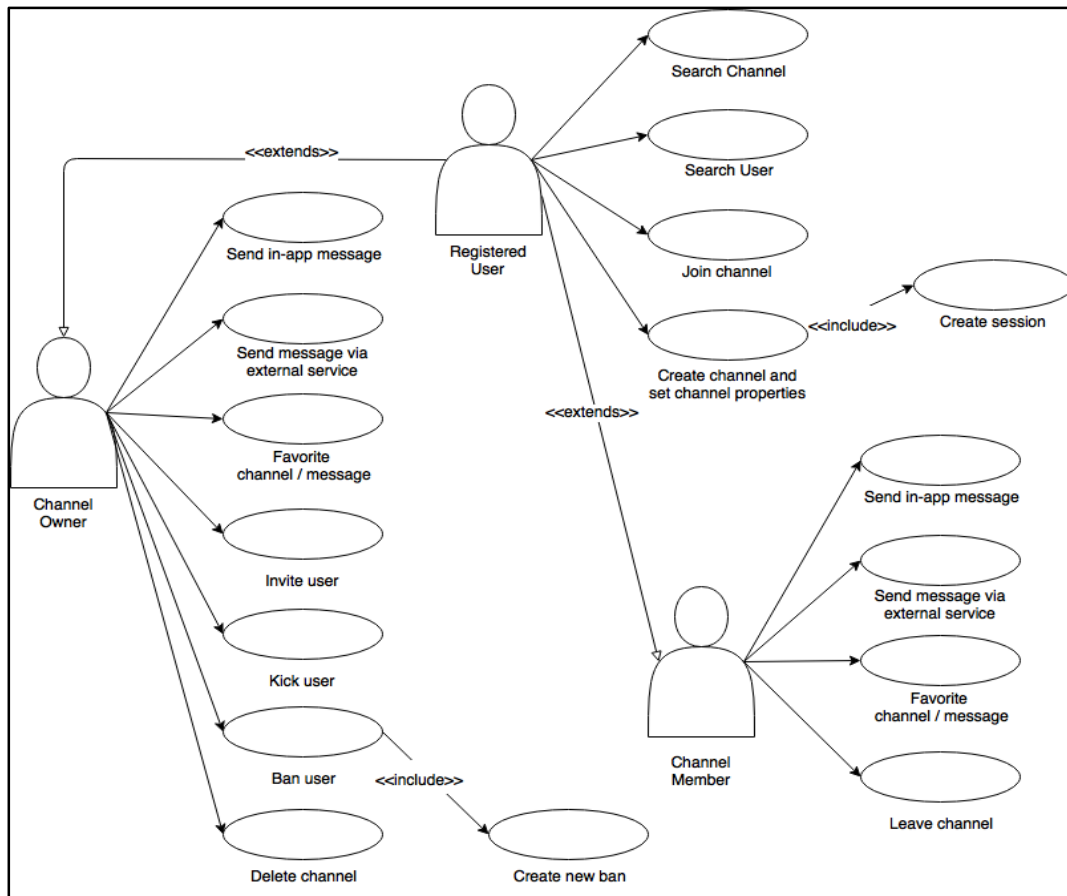 Search Channel
<<extends>>
Search User
Send in-app message
Registered
User
Join channel
Create session
<<include>>
Send message via
external service
Create channel and
set channel properties
<<extends>>
Favorite
channel / message
Channel
Owner
Send in-app message
Invite user
Send message via
external service
Kick user
Favorite
channel / message
Channel
Member
Ban user
<<include>>
Leave channel
Delete channel
Create new ban